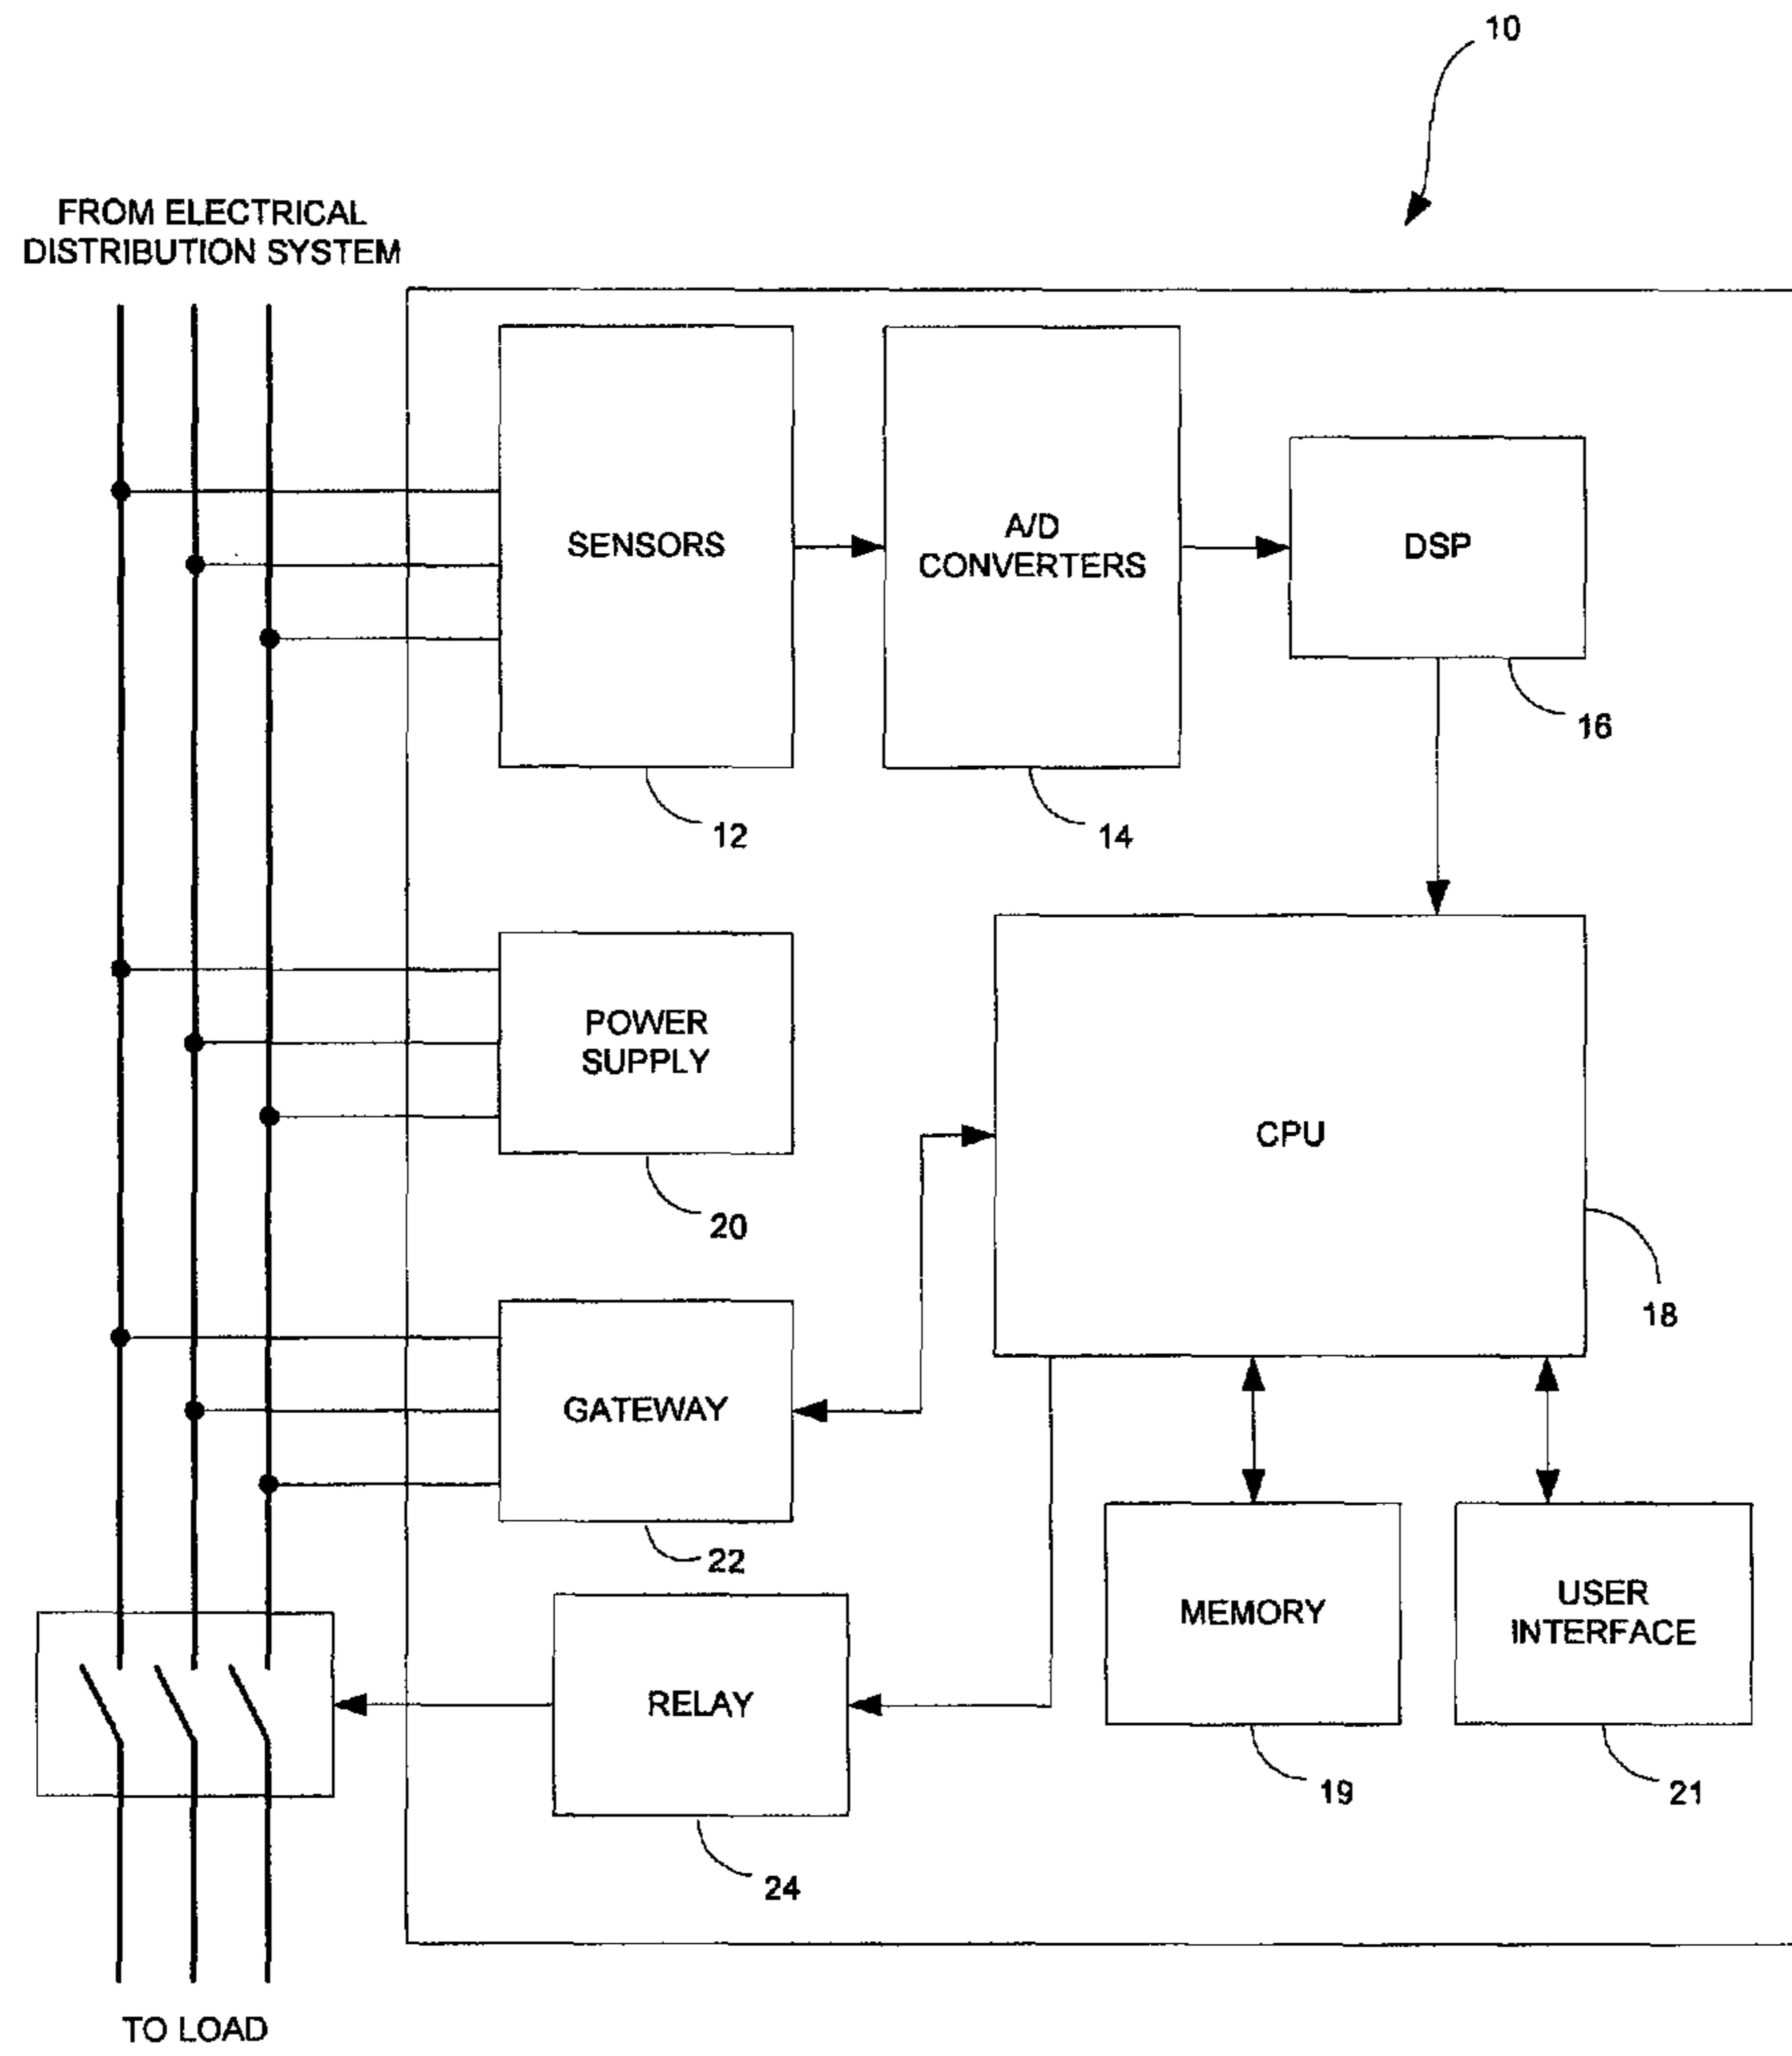 10
FROM ELECTRICAL
DISTRIBUTION SYSTEM
SENSORS
A/D
CONVERTERS
DSP
16
12
14
POWER
SUPPLY
CPU
20
18
GATEWAY
22
MEMORY
USER
INTERFACE
RELAY
19
21
24
TO LOAD